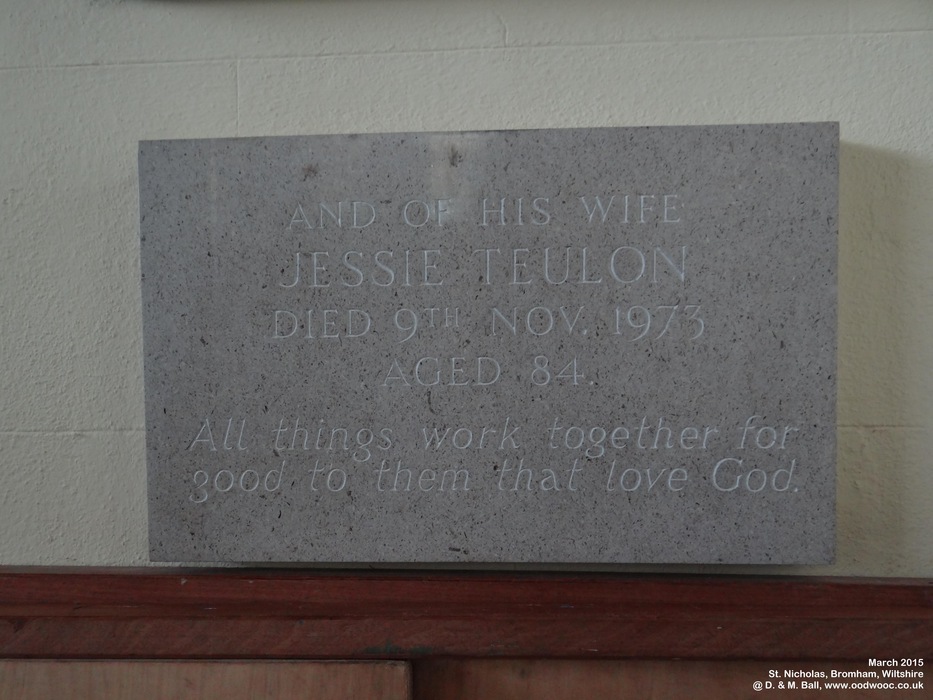 AND OF HIS WIFE
JESSIE TEULON
DIED 9TH NOV. 1973
AGED 84.
All things work together for
good to them that love God.
March 2015
St. Nicholas, Bromham, Wiltshire
@ D. & M. Ball, www.oodwooc.co.uk